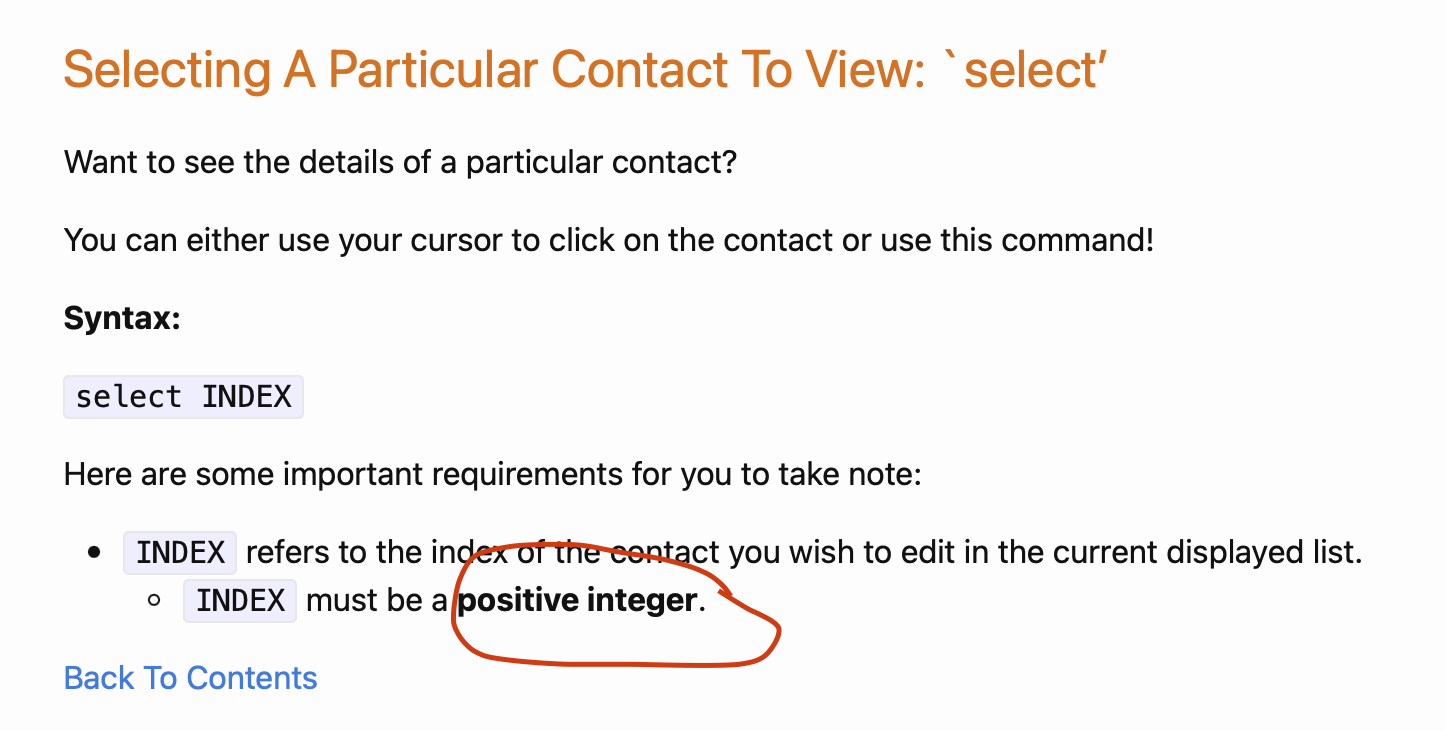 Selecting A Particular Contact To View: `select’
Want to see the details of a particular contact?
You can either use your cursor to click on the contact or use this command!
Syntax:
select INDEX
Here are some important requirements for you to take note:
INDEX refers to the index of the contact you wish to edit in the current displayed list.
INDEX must be a positive integer.
Back To Contents